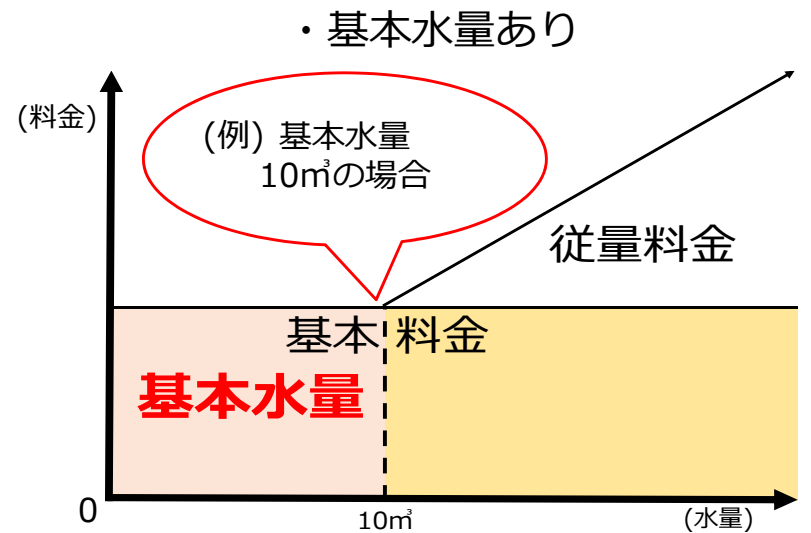 ・基本水量あり
(料金)
(例) 基本水量
10㎥の場合
従量料金
基本料金
基本水量
0
10㎥
(水量)